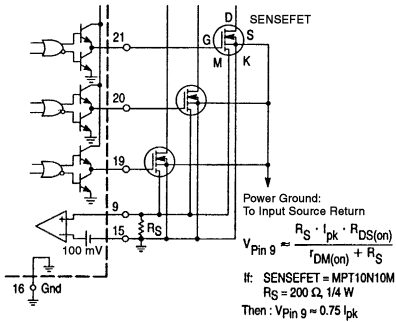 21
D
SENSEFET
G
S
M
K
20
19
9
RS
15
100 mV
16
Gnd
Power Ground:
To Input Source Return
VPin 9 ≈ RS · Ipk · RDS(on)
rDM(on) + RS
If: SENSEFET = MPT10N10M
RS = 200 Ω, 1/4 W
Then : VPin 9 ≈ 0.75 Ipk